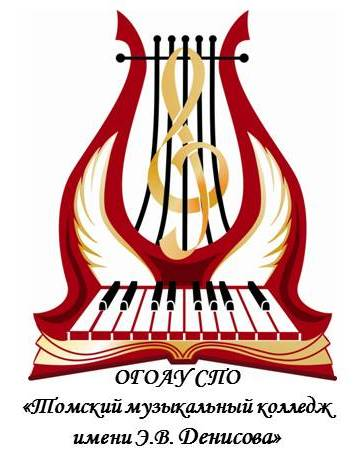 ОГОАУ СПО
«Томский музыкальный колледж
имени Э.В. Денисова»